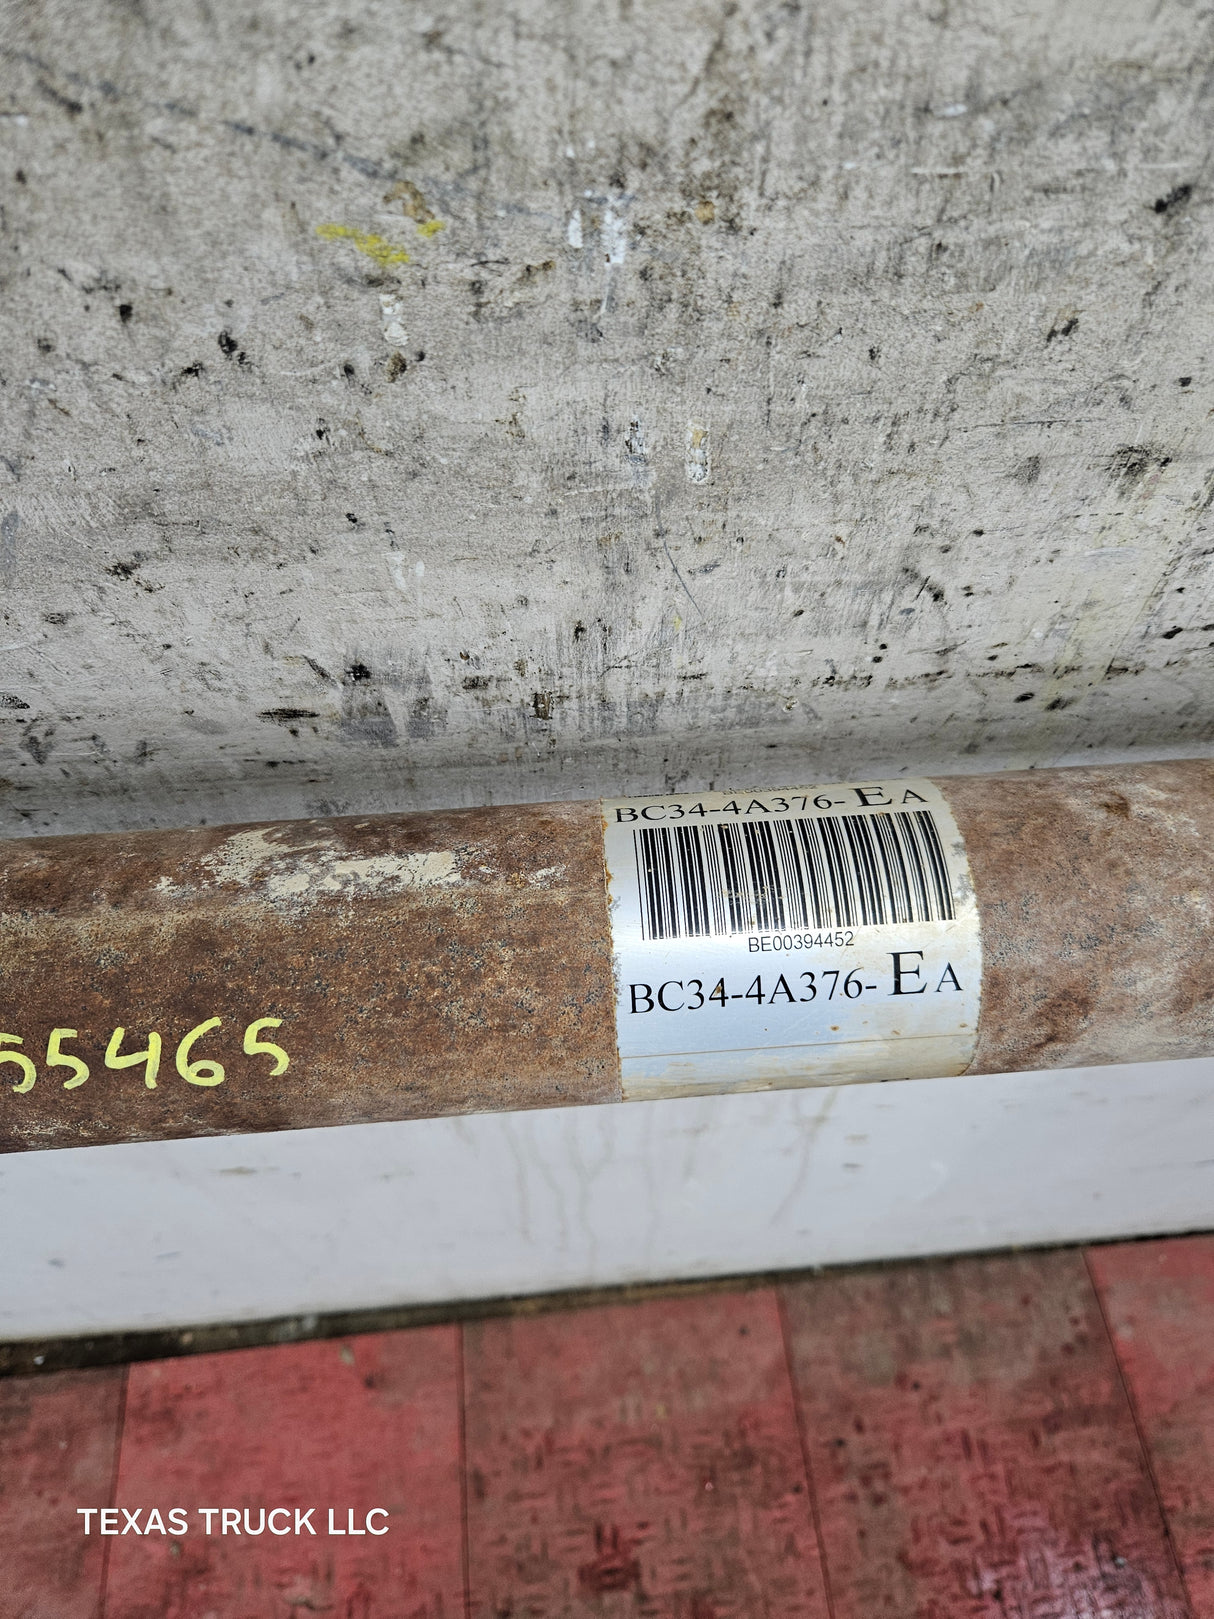 BC34-4A376-EA
BE00394452
BC34-4A376-EA
55465
TEXAS TRUCK LLC